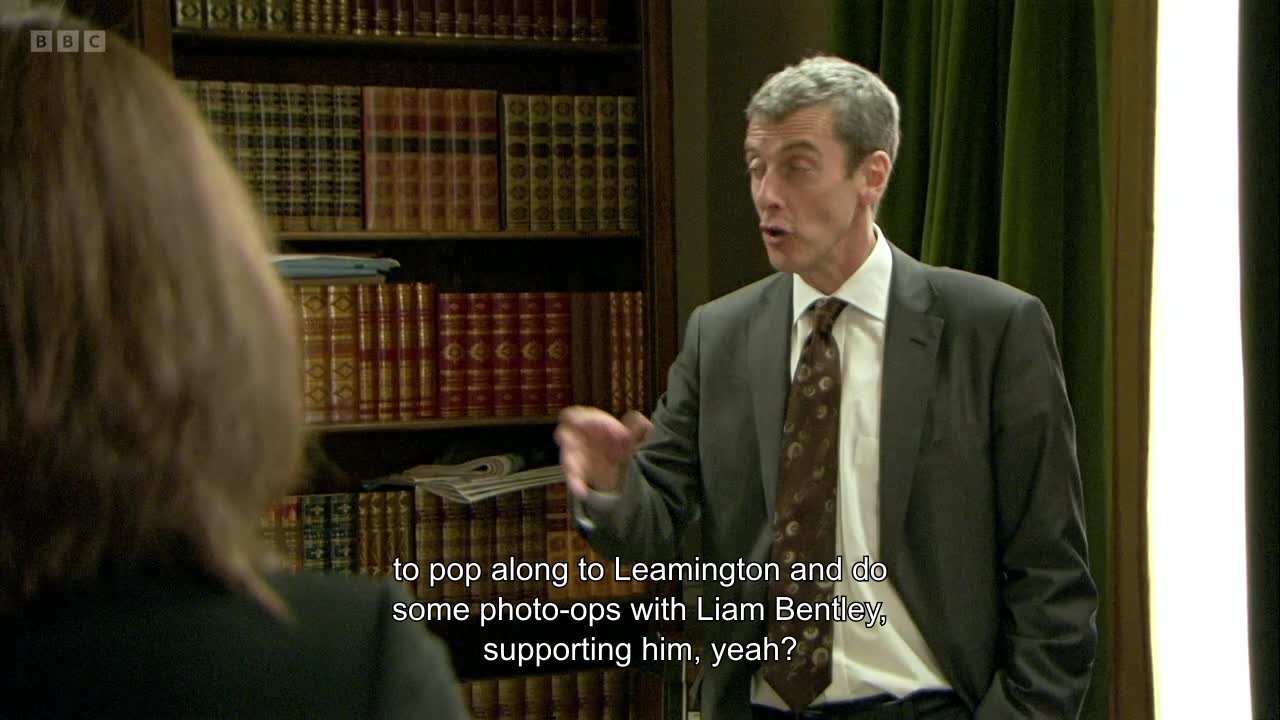 BBC
to pop along to Leamington and do
some photo-ops with Liam Bentley,
supporting him, yeah?